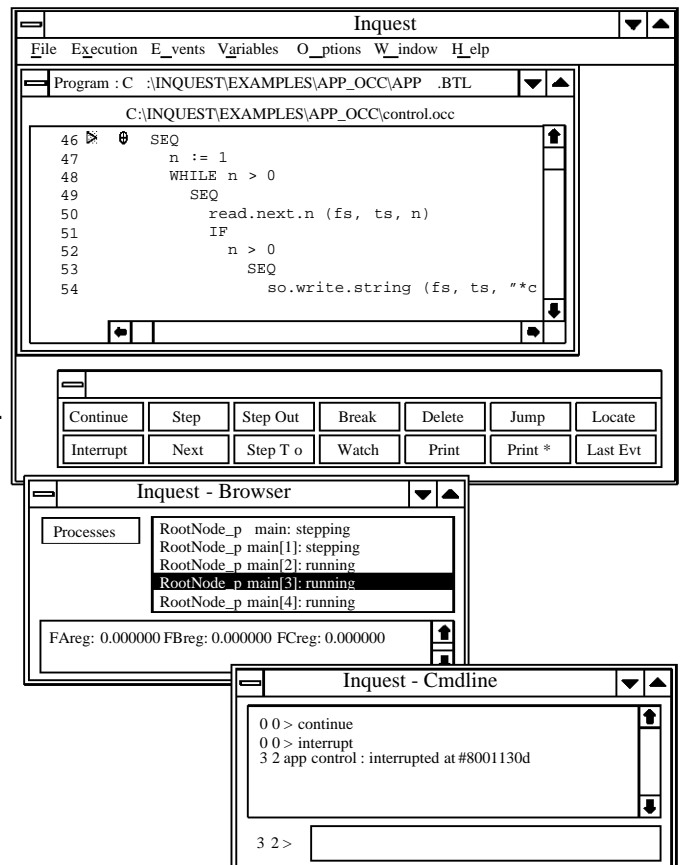 Inquest
File Execution E_vents Variables O_ptions W_indow H_elp
Program : C :\INQUEST\EXAMPLES\APP_OCC\APP .BTL
C:\INQUEST\EXAMPLES\APP_OCC\control.occ
46 SEQ
47 n := 1
48 WHILE n > 0
49 SEQ
50 read.next.n (fs, ts, n)
51 IF
52 n > 0
53 SEQ
54 so.write.string (fs, ts, "*c
Continue Step Step Out Break Delete Jump Locate
Interrupt Next Step T o Watch Print Print * Last Evt
Inquest - Browser
Processes
RootNode_p main: stepping
RootNode_p main[1]: stepping
RootNode_p main[2]: running
RootNode_p main[3]: running
RootNode_p main[4]: running
FAreg: 0.000000 FBreg: 0.000000 FCreg: 0.000000
Inquest - Cmdline
0 0 > continue
0 0 > interrupt
3 2 app control : interrupted at #8001130d
3 2 >